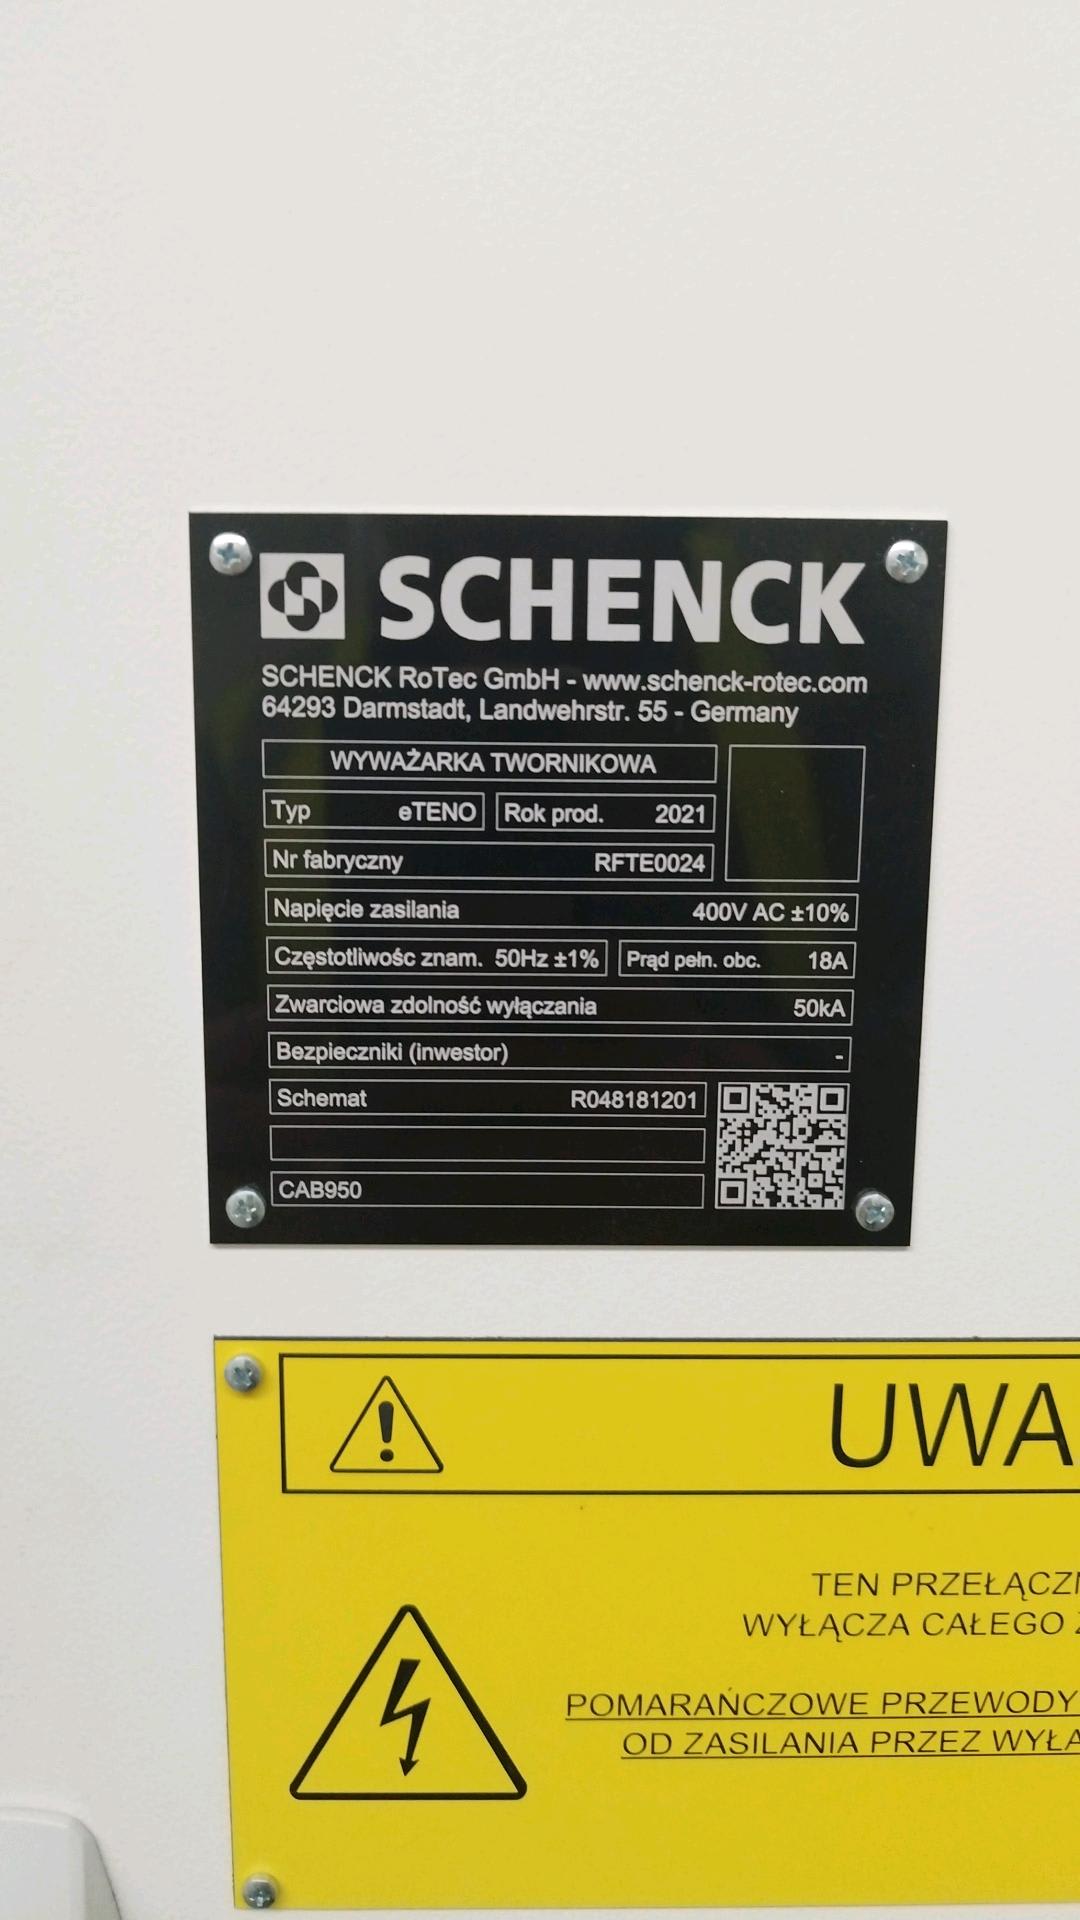 SCHENCK
SCHENCK RoTec GmbH - www.schenck-rotec.com
64293 Darmstadt, Landwehrstr. 55 - Germany
WYWAŻARKA TWORNIKOWA
Typ eTENO Rok prod. 2021
Nr fabryczny RFTE0024
Napięcie zasilania 400V AC ±10%
Częstotliwośc znam. 50Hz ±1% Prąd pełn. obc. 18A
Zwarciowa zdolność wyłączania 50kA
Bezpieczniki (inwestor) -
Schemat R048181201
CAB950
UWA
TEN PRZEŁĄCZN
WYŁĄCZA CAŁEGO Z
POMARAŃCZOWE PRZEWODY
OD ZASILANIA PRZEZ WYŁA